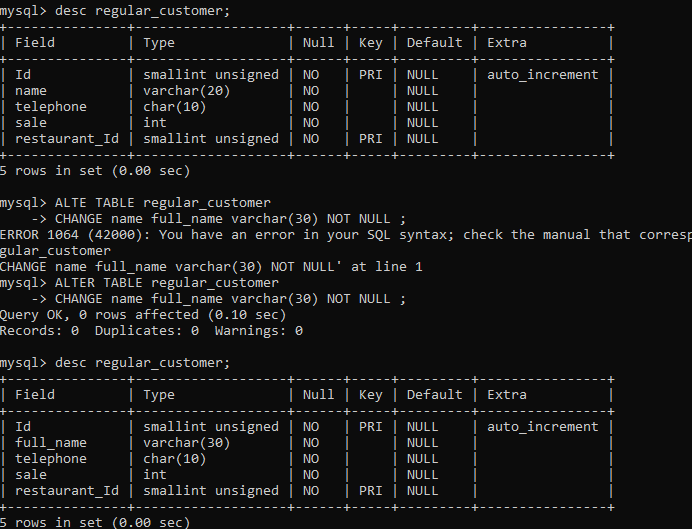 mysql> desc regular_customer;
+---------------+-------------------+------+-----+---------+----------------+
| Field | Type | Null | Key | Default | Extra |
+---------------+-------------------+------+-----+---------+----------------+
| Id | smallint unsigned | NO | PRI | NULL | auto_increment |
| name | varchar(20) | NO | | NULL | |
| telephone | char(10) | NO | | NULL | |
| sale | int | NO | | NULL | |
| restaurant_Id | smallint unsigned | NO | PRI | NULL | |
+---------------+-------------------+------+-----+---------+----------------+
5 rows in set (0.00 sec)
mysql> ALTE TABLE regular_customer
-> CHANGE name full_name varchar(30) NOT NULL ;
ERROR 1064 (42000): You have an error in your SQL syntax; check the manual that corresp
gular_customer
CHANGE name full_name varchar(30) NOT NULL' at line 1
mysql> ALTER TABLE regular_customer
-> CHANGE name full_name varchar(30) NOT NULL ;
Query OK, 0 rows affected (0.10 sec)
Records: 0 Duplicates: 0 Warnings: 0
mysql> desc regular_customer;
+---------------+-------------------+------+-----+---------+----------------+
| Field | Type | Null | Key | Default | Extra |
+---------------+-------------------+------+-----+---------+----------------+
| Id | smallint unsigned | NO | PRI | NULL | auto_increment |
| full_name | varchar(30) | NO | | NULL | |
| telephone | char(10) | NO | | NULL | |
| sale | int | NO | | NULL | |
| restaurant_Id | smallint unsigned | NO | PRI | NULL | |
+---------------+-------------------+------+-----+---------+----------------+
5 rows in set (0.00 sec)